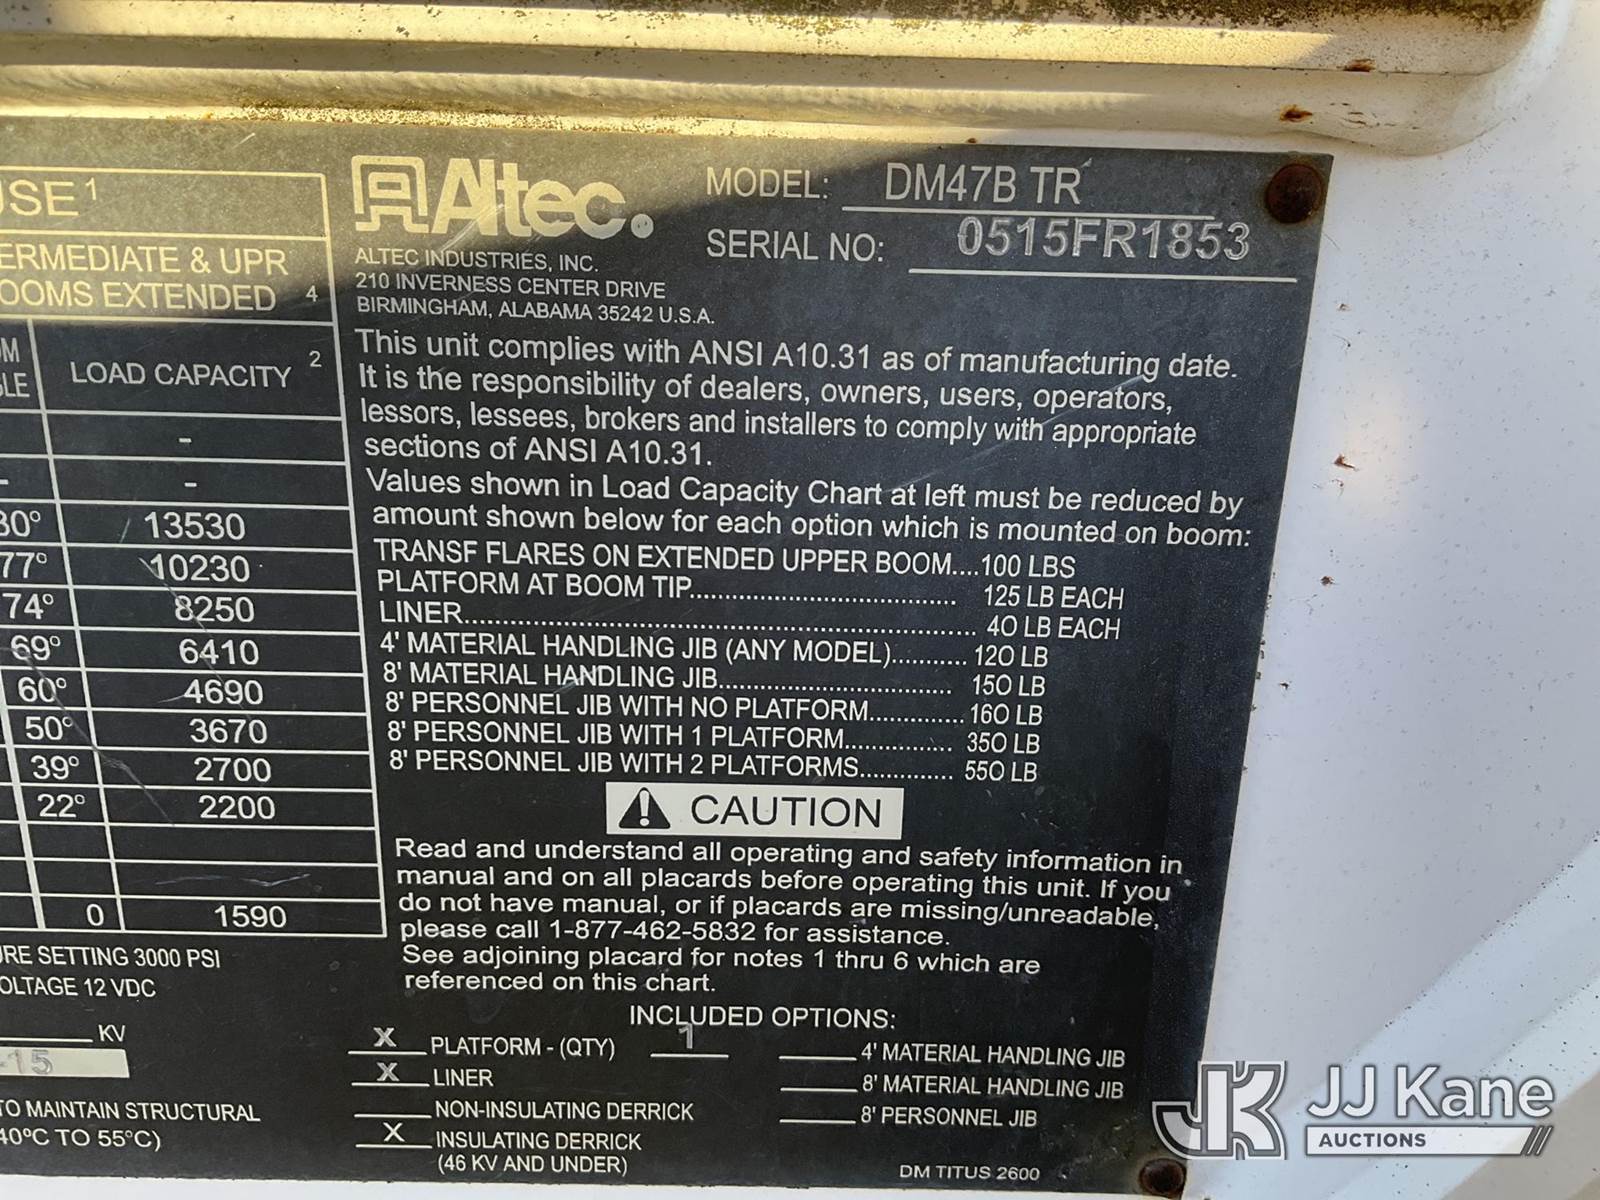 USE 1
ERMEDIATE & UPR
OOMS EXTENDED 4
LOAD CAPACITY 2
-
- -
80° 13530
77° 10230
74° 8250
69° 6410
60° 4690
50° 3670
39° 2700
22° 2200
0 1590
URE SETTING 3000 PSI
OLTAGE 12 VDC
KV
-15
TO MAINTAIN STRUCTURAL
40°C TO 55°C)
Altec.
ALTEC INDUSTRIES, INC.
210 INVERNESS CENTER DRIVE
BIRMINGHAM, ALABAMA 35242 U.S.A.
MODEL: DM47B TR
SERIAL NO: 0515FR1853
This unit complies with ANSI A10.31 as of manufacturing date.
It is the responsibility of dealers, owners, users, operators,
lessors, lessees, brokers and installers to comply with appropriate
sections of ANSI A10.31.
Values shown in Load Capacity Chart at left must be reduced by
amount shown below for each option which is mounted on boom:
TRANSF FLARES ON EXTENDED UPPER BOOM....100 LBS
PLATFORM AT BOOM TIP.................................... 125 LB EACH
LINER..................................................................... 40 LB EACH
4' MATERIAL HANDLING JIB (ANY MODEL)........... 120 LB
8' MATERIAL HANDLING JIB................................ 150 LB
8' PERSONNEL JIB WITH NO PLATFORM............. 160 LB
8' PERSONNEL JIB WITH 1 PLATFORM............... 350 LB
8' PERSONNEL JIB WITH 2 PLATFORMS............. 550 LB
CAUTION
Read and understand all operating and safety information in
manual and on all placards before operating this unit. If you
do not have manual, or if placards are missing/unreadable,
please call 1-877-462-5832 for assistance.
See adjoining placard for notes 1 thru 6 which are
referenced on this chart.
INCLUDED OPTIONS:
X PLATFORM - (QTY) 1
X LINER
NON-INSULATING DERRICK
X INSULATING DERRICK
(46 KV AND UNDER)
4' MATERIAL HANDLING JIB
8' MATERIAL HANDLING JIB
8' PERSONNEL JIB
DM TITUS 2600
JK JJ Kane
AUCTIONS